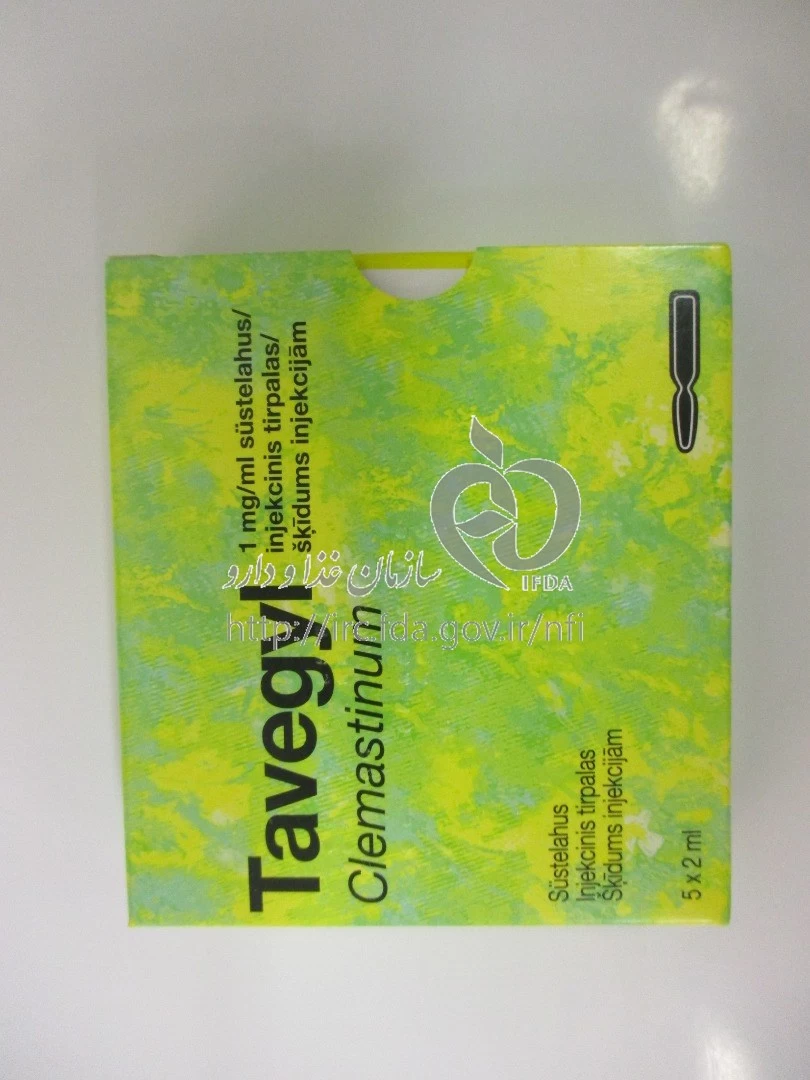 Tavegyl
1 mg/ml süstelahus/
injekcinis tirpalas/
šķīdums injekcijām
Clemastinum
سازمان غذا و دارو
IFDA
http://irc.fda.gov.ir/nfi
Süstelahus
Injekcinis tirpalas
Šķīdums injekcijām
5 x 2 ml